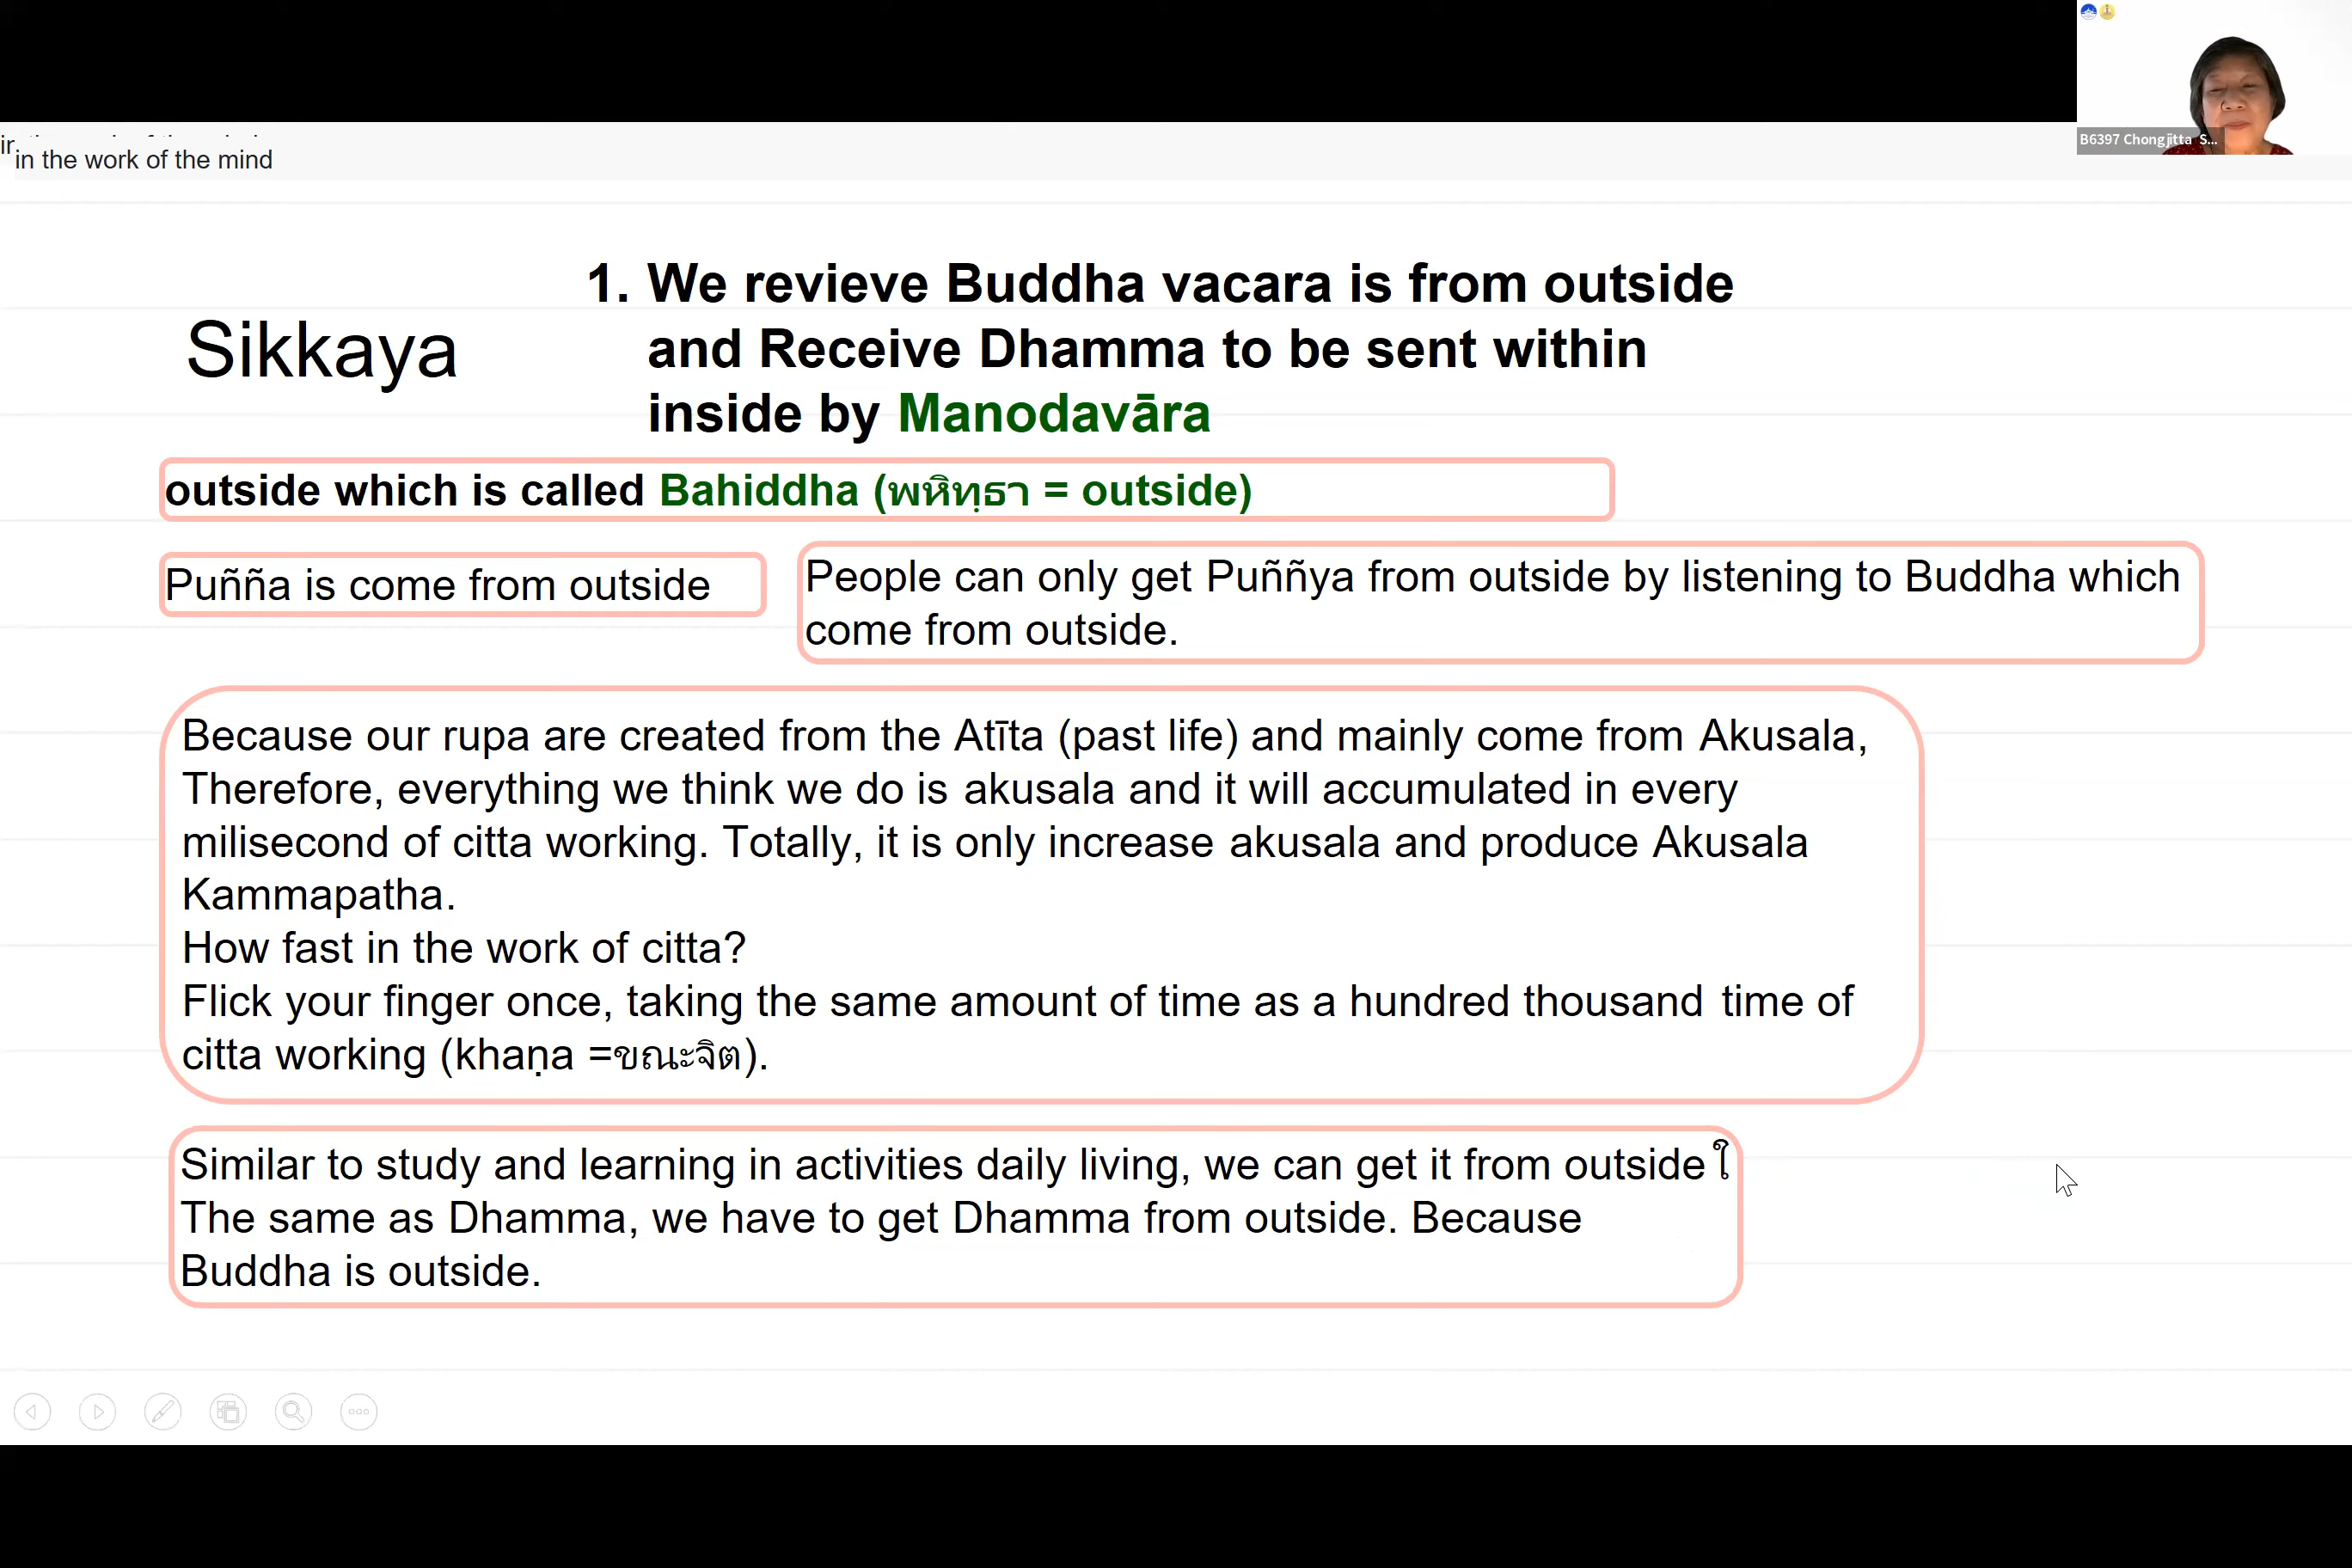 B6397 Chongjitta S...
in the work of the mind
Sikkaya
1. We revieve Buddha vacara is from outside
and Receive Dhamma to be sent within
inside by Manodavāra
outside which is called Bahiddha (พหิทฺธา = outside)
Puñña is come from outside
People can only get Puññya from outside by listening to Buddha which
come from outside.
Because our rupa are created from the Atīta (past life) and mainly come from Akusala,
Therefore, everything we think we do is akusala and it will accumulated in every
milisecond of citta working. Totally, it is only increase akusala and produce Akusala
Kammapatha.
How fast in the work of citta?
Flick your finger once, taking the same amount of time as a hundred thousand time of
citta working (khaṇa =ขณะจิต).
Similar to study and learning in activities daily living, we can get it from outside ใ
The same as Dhamma, we have to get Dhamma from outside. Because
Buddha is outside.